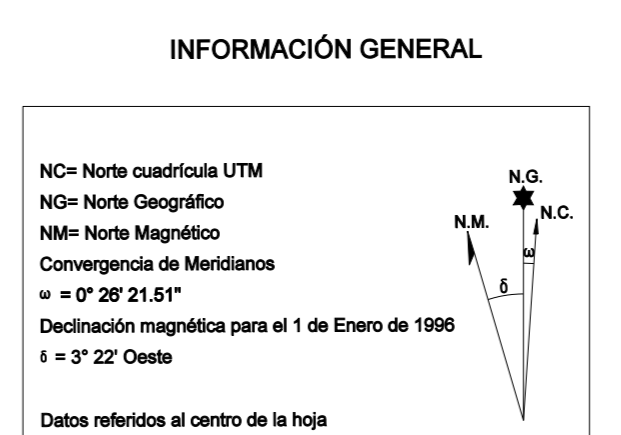 INFORMACIÓN GENERAL
NC= Norte cuadrícula UTM
NG= Norte Geográfico
NM= Norte Magnético
Convergencia de Meridianos
ω = 0° 26' 21.51"
Declinación magnética para el 1 de Enero de 1996
δ = 3° 22' Oeste
Datos referidos al centro de la hoja
N.G.
N.C.
N.M.
ω
δ